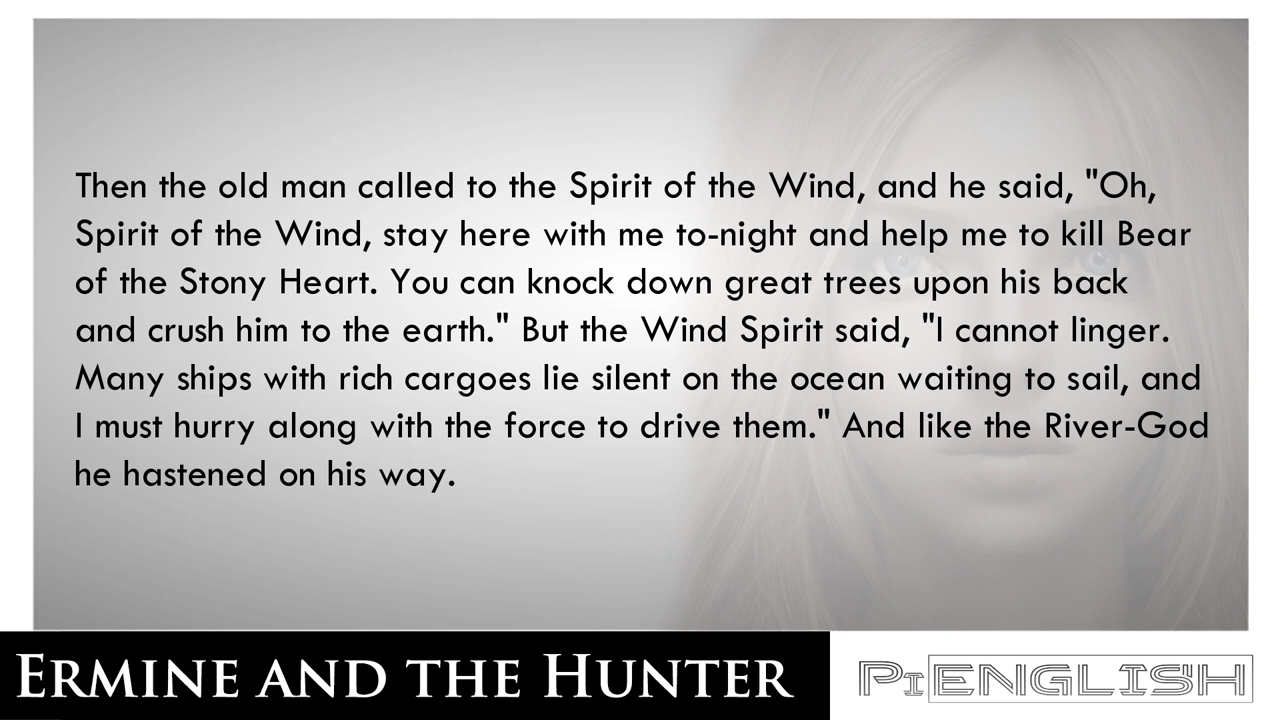 Then the old man called to the Spirit of the Wind, and he said, "Oh,
Spirit of the Wind, stay here with me to-night and help me to kill Bear
of the Stony Heart. You can knock down great trees upon his back
and crush him to the earth." But the Wind Spirit said, "I cannot linger.
Many ships with rich cargoes lie silent on the ocean waiting to sail, and
I must hurry along with the force to drive them." And like the River-God
he hastened on his way.
Ermine and the Hunter
PiENGLISH